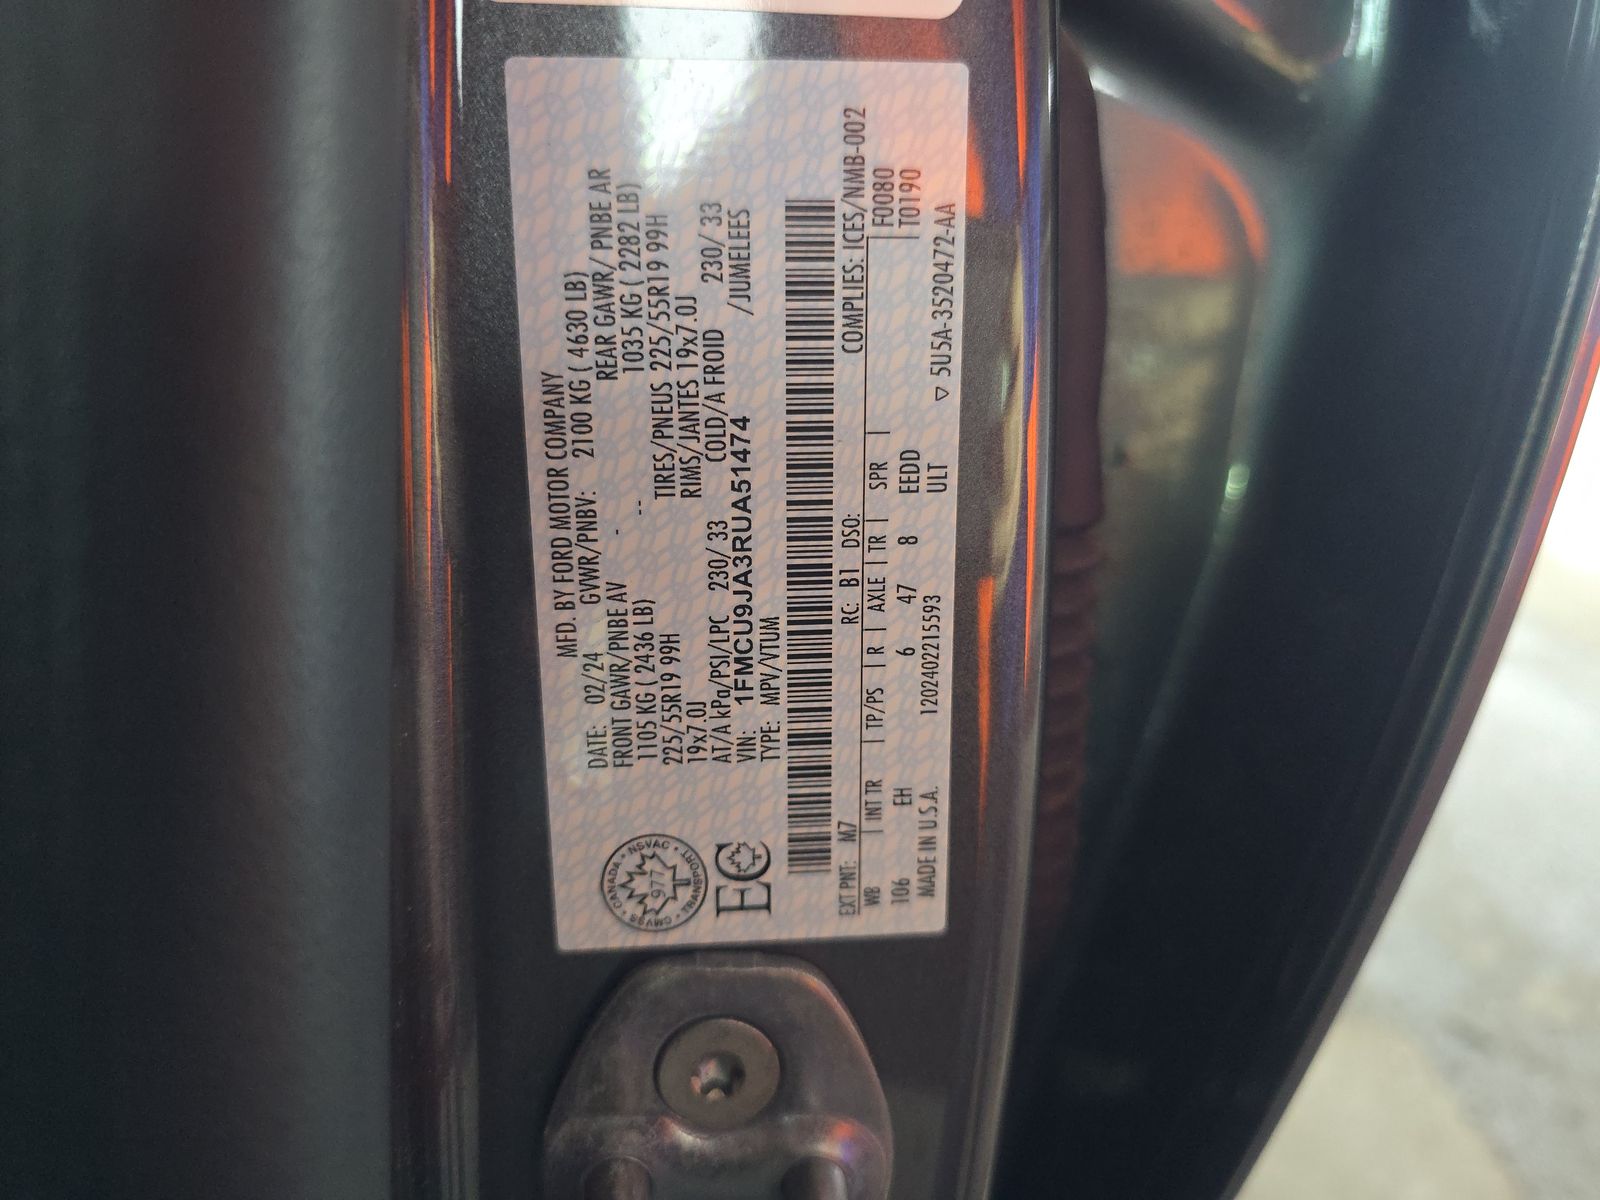 MFD. BY FORD MOTOR COMPANY
DATE: 02/24 GVWR/PNBV: 2100 KG ( 4630 LB)
FRONT GAWR/PNBE AV - REAR GAWR/ PNBE AR
1105 KG ( 2436 LB) -- 1035 KG ( 2282 LB)
225/55R19 99H TIRES/PNEUS 225/55R19 99H
19x7.0J RIMS/JANTES 19x7.0J
AT/A kPa/PSI/LPC 230/ 33 COLD/A FROID 230/ 33
VIN: 1FMCU9JA3RUA51474 /JUMELEES
TYPE: MPV/VTUM
CANADA • NSVAC • TRANSPORT • CMVSS
977
EC
EXT PNT: M7 RC: B1 DSO: COMPLIES: ICES/NMB-002
WB | INT TR | TP/PS | R | AXLE | TR | SPR | F0080
106 EH 6 47 8 EEDD T0190
MADE IN U.S.A. 1202402215593 ULT ▽ 5U5A-3520472-AA